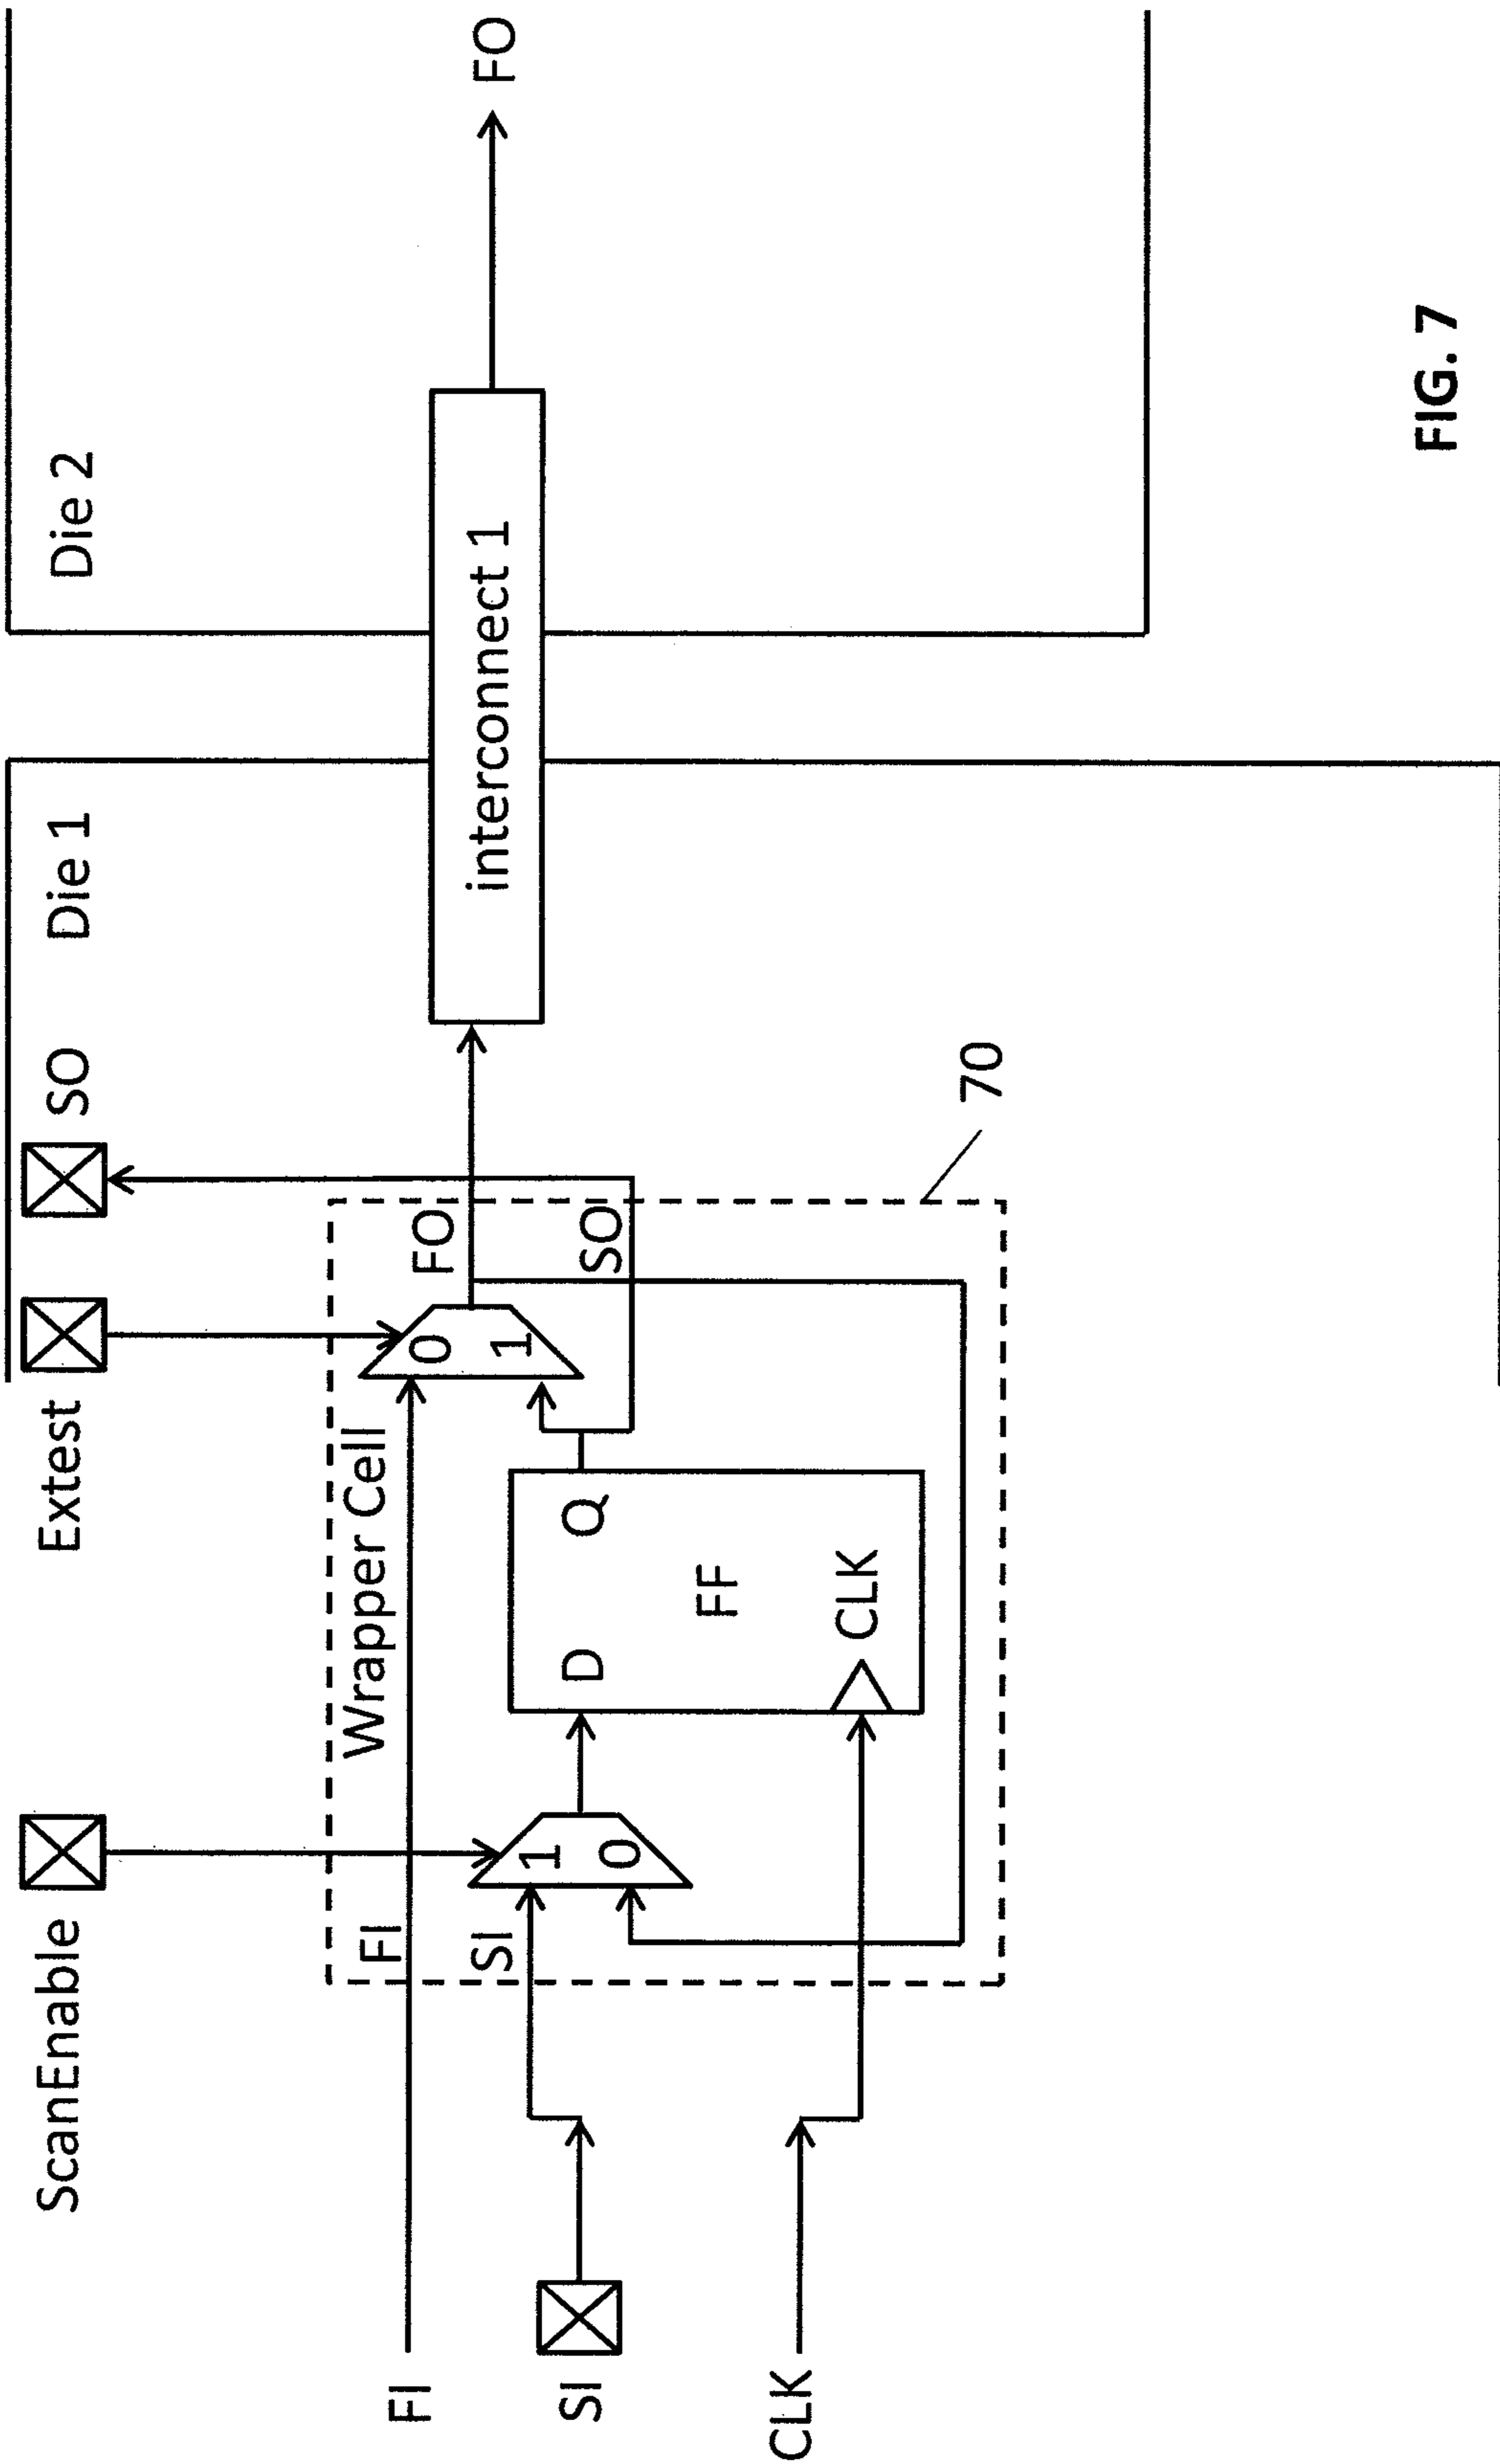 ScanEnable
Extest
SO
Die 1
Die 2
Wrapper Cell
FI
FI
0
1
FO
FO
interconnect 1
SI
SI
1
0
D
Q
SO
FF
CLK
CLK
70
FIG. 7